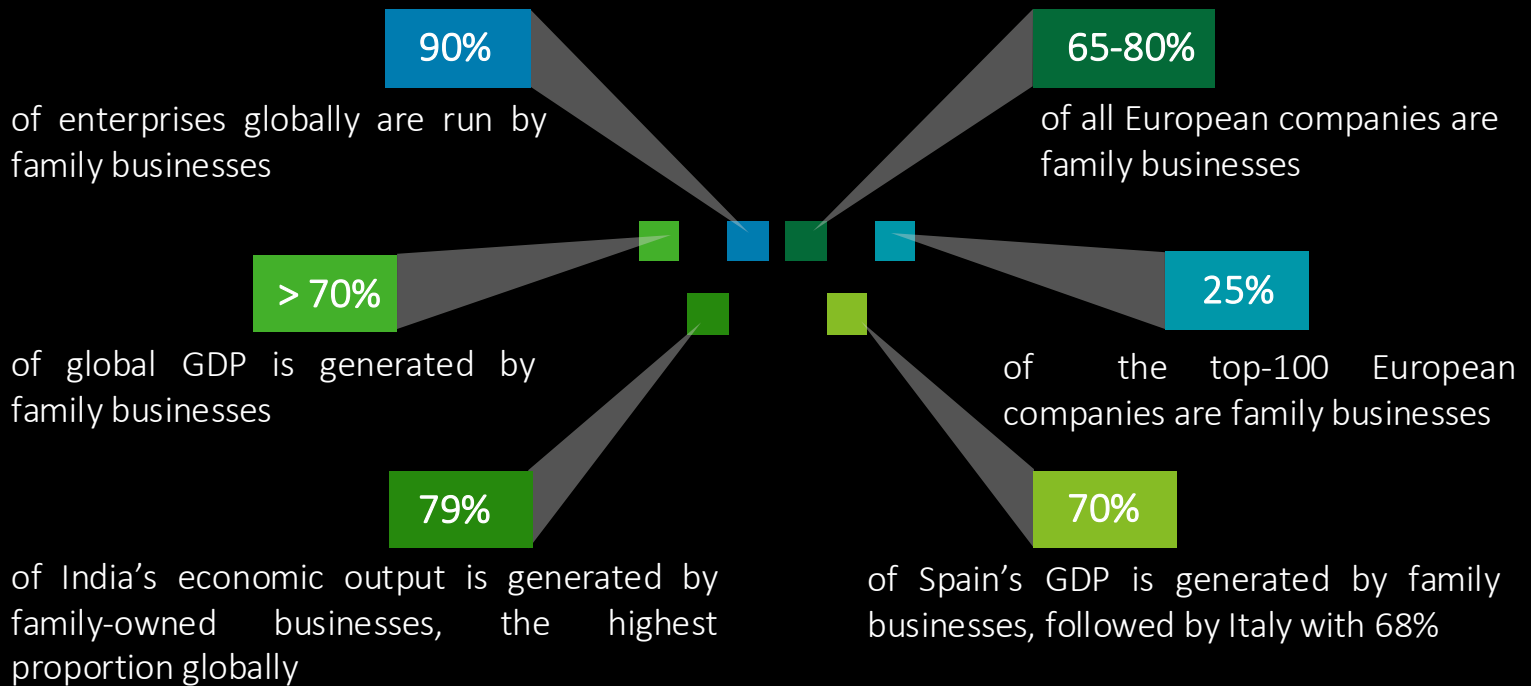 90%
of enterprises globally are run by
family businesses
65-80%
of all European companies are
family businesses
> 70%
of global GDP is generated by
family businesses
25%
of the top-100 European
companies are family businesses
79%
of India’s economic output is generated by
family-owned businesses, the highest
proportion globally
70%
of Spain’s GDP is generated by family
businesses, followed by Italy with 68%